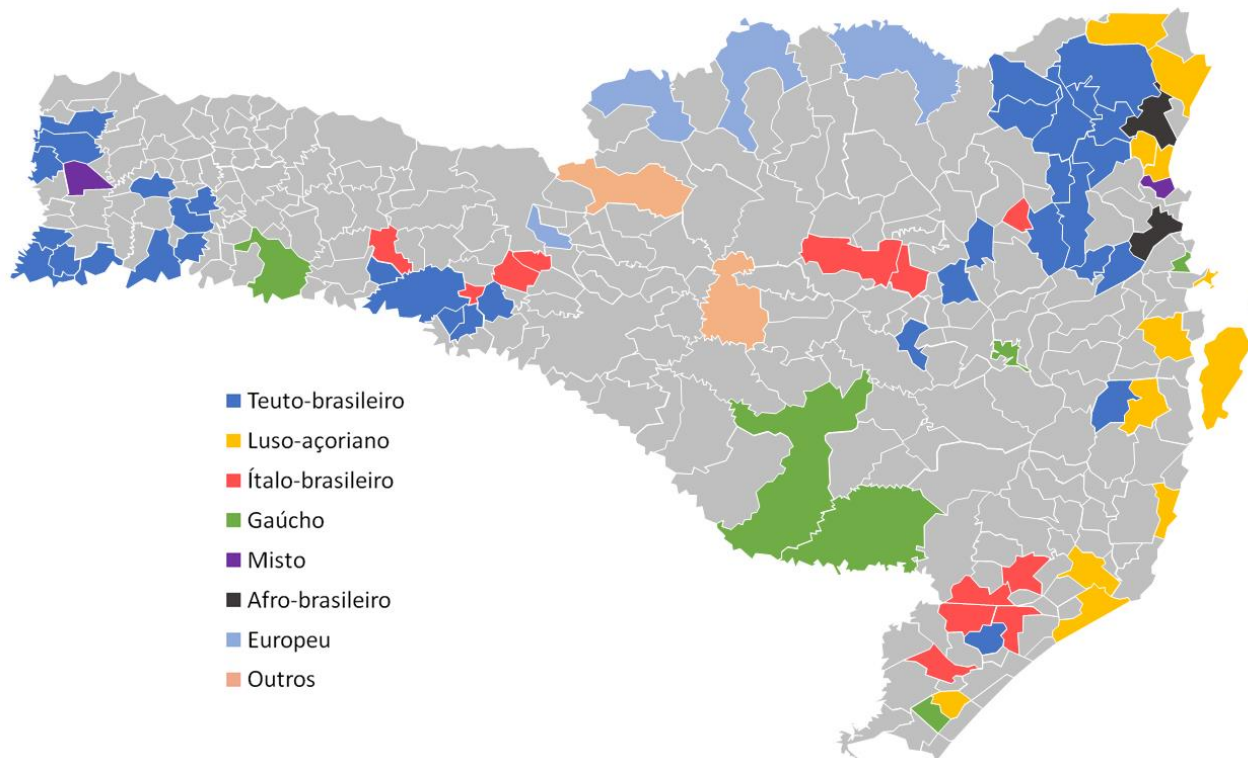 Teuto-brasileiro
Luso-açoriano
Ítalo-brasileiro
Gaúcho
Misto
Afro-brasileiro
Europeu
Outros